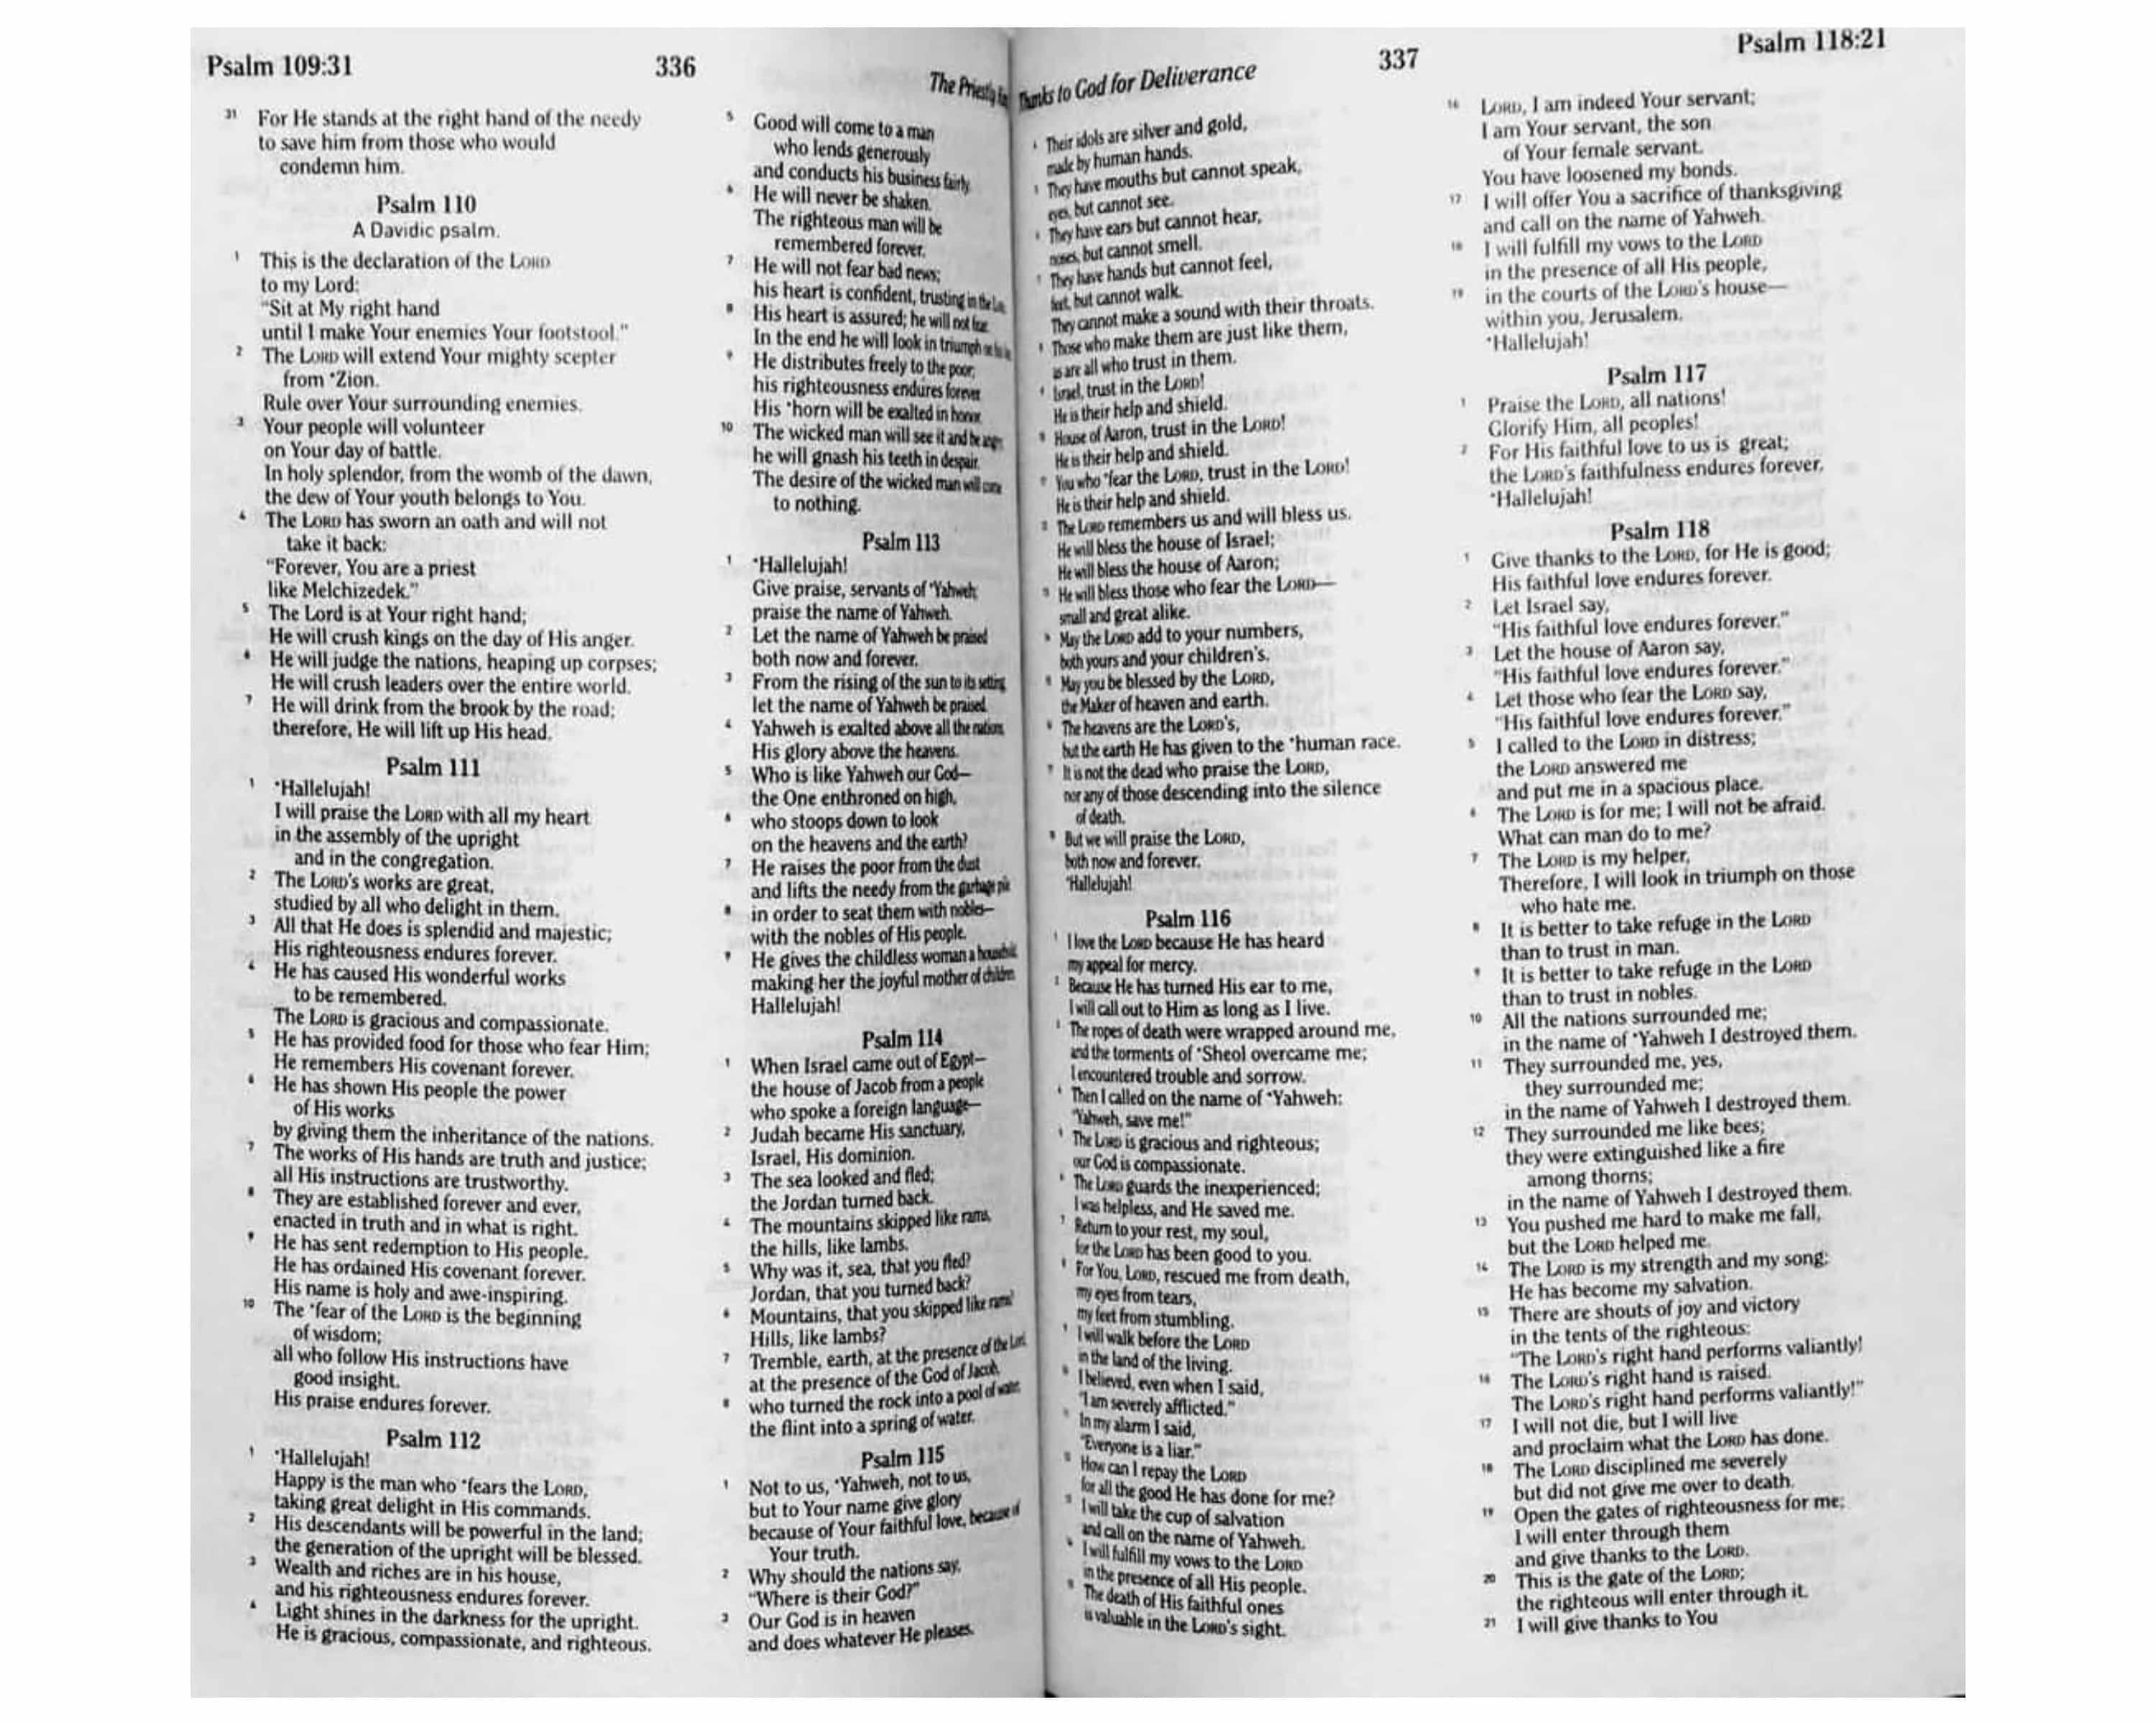 Psalm 109:31
336
The Priestly
31 For He stands at the right hand of the needy
to save him from those who would
condemn him.
Psalm 110
A Davidic psalm.
1 This is the declaration of the LORD
to my Lord:
"Sit at My right hand
until I make Your enemies Your footstool."
2 The LORD will extend Your mighty scepter
from •Zion.
Rule over Your surrounding enemies.
3 Your people will volunteer
on Your day of battle.
In holy splendor, from the womb of the dawn,
the dew of Your youth belongs to You.
4 The LORD has sworn an oath and will not
take it back:
"Forever, You are a priest
like Melchizedek."
5 The Lord is at Your right hand;
He will crush kings on the day of His anger.
6 He will judge the nations, heaping up corpses;
He will crush leaders over the entire world.
7 He will drink from the brook by the road;
therefore, He will lift up His head.
Psalm 111
1 •Hallelujah!
I will praise the LORD with all my heart
in the assembly of the upright
and in the congregation.
2 The LORD's works are great,
studied by all who delight in them.
3 All that He does is splendid and majestic;
His righteousness endures forever.
4 He has caused His wonderful works
to be remembered.
The LORD is gracious and compassionate.
5 He has provided food for those who fear Him;
He remembers His covenant forever.
6 He has shown His people the power
of His works
by giving them the inheritance of the nations.
7 The works of His hands are truth and justice;
all His instructions are trustworthy.
8 They are established forever and ever,
enacted in truth and in what is right.
9 He has sent redemption to His people.
He has ordained His covenant forever.
His name is holy and awe-inspiring.
10 The •fear of the LORD is the beginning
of wisdom;
all who follow His instructions have
good insight.
His praise endures forever.
Psalm 112
1 •Hallelujah!
Happy is the man who •fears the LORD,
taking great delight in His commands.
2 His descendants will be powerful in the land;
the generation of the upright will be blessed.
3 Wealth and riches are in his house,
and his righteousness endures forever.
4 Light shines in the darkness for the upright.
He is gracious, compassionate, and righteous.
5 Good will come to a man
who lends generously
and conducts his business fairly.
6 He will never be shaken.
The righteous man will be
remembered forever.
7 He will not fear bad news;
his heart is confident, trusting in the
8 His heart is assured; he will not fear.
In the end he will look in triumph on
9 He distributes freely to the poor;
his righteousness endures forever.
His •horn will be exalted in honor.
10 The wicked man will see it and be angry;
he will gnash his teeth in despair.
The desire of the wicked man will come
to nothing.
Psalm 113
1 •Hallelujah!
Give praise, servants of •Yahweh;
praise the name of Yahweh.
2 Let the name of Yahweh be praised
both now and forever.
3 From the rising of the sun to its setting,
let the name of Yahweh be praised.
4 Yahweh is exalted above all the nations,
His glory above the heavens.
5 Who is like Yahweh our God—
the One enthroned on high,
6 who stoops down to look
on the heavens and the earth?
7 He raises the poor from the dust
and lifts the needy from the garbage pile
8 in order to seat them with nobles—
with the nobles of His people.
9 He gives the childless woman a household,
making her the joyful mother of children.
Hallelujah!
Psalm 114
1 When Israel came out of Egypt—
the house of Jacob from a people
who spoke a foreign language—
2 Judah became His sanctuary,
Israel, His dominion.
3 The sea looked and fled;
the Jordan turned back.
4 The mountains skipped like rams,
the hills, like lambs.
5 Why was it, sea, that you fled?
Jordan, that you turned back?
6 Mountains, that you skipped like rams?
Hills, like lambs?
7 Tremble, earth, at the presence of the Lord,
at the presence of the God of Jacob,
8 who turned the rock into a pool of water,
the flint into a spring of water.
Psalm 115
1 Not to us, •Yahweh, not to us,
but to Your name give glory
because of Your faithful love, because of
Your truth.
2 Why should the nations say,
"Where is their God?"
3 Our God is in heaven
and does whatever He pleases.
Thanks to God for Deliverance
337
Psalm 118:21
Their idols are silver and gold,
made by human hands.
They have mouths but cannot speak,
eyes, but cannot see.
They have ears but cannot hear,
noses, but cannot smell.
They have hands but cannot feel,
feet, but cannot walk.
They cannot make a sound with their throats.
Those who make them are just like them,
as are all who trust in them.
Israel, trust in the LORD!
He is their help and shield.
House of Aaron, trust in the LORD!
He is their help and shield.
You who •fear the LORD, trust in the LORD!
He is their help and shield.
The LORD remembers us and will bless us.
He will bless the house of Israel;
He will bless the house of Aaron;
He will bless those who fear the LORD—
small and great alike.
May the LORD add to your numbers,
both yours and your children's.
May you be blessed by the LORD,
the Maker of heaven and earth.
The heavens are the LORD's,
but the earth He has given to the •human race.
It is not the dead who praise the LORD,
nor any of those descending into the silence
of death.
But we will praise the LORD,
both now and forever.
•Hallelujah!
Psalm 116
1 I love the LORD because He has heard
my appeal for mercy.
2 Because He has turned His ear to me,
I will call out to Him as long as I live.
3 The ropes of death were wrapped around me,
and the torments of •Sheol overcame me;
I encountered trouble and sorrow.
4 Then I called on the name of •Yahweh:
"Yahweh, save me!"
5 The LORD is gracious and righteous;
our God is compassionate.
6 The LORD guards the inexperienced;
I was helpless, and He saved me.
7 Return to your rest, my soul,
for the LORD has been good to you.
8 For You, LORD, rescued me from death,
my eyes from tears,
my feet from stumbling.
9 I will walk before the LORD
in the land of the living.
I believed, even when I said,
"I am severely afflicted."
In my alarm I said,
"Everyone is a liar."
How can I repay the LORD
for all the good He has done for me?
I will take the cup of salvation
and call on the name of Yahweh.
I will fulfill my vows to the LORD
in the presence of all His people.
The death of His faithful ones
is valuable in the LORD's sight.
16 LORD, I am indeed Your servant;
I am Your servant, the son
of Your female servant.
You have loosened my bonds.
17 I will offer You a sacrifice of thanksgiving
and call on the name of Yahweh.
18 I will fulfill my vows to the LORD
in the presence of all His people,
19 in the courts of the LORD's house—
within you, Jerusalem.
•Hallelujah!
Psalm 117
1 Praise the LORD, all nations!
Glorify Him, all peoples!
2 For His faithful love to us is great;
the LORD's faithfulness endures forever.
•Hallelujah!
Psalm 118
1 Give thanks to the LORD, for He is good;
His faithful love endures forever.
2 Let Israel say,
"His faithful love endures forever."
3 Let the house of Aaron say,
"His faithful love endures forever."
4 Let those who fear the LORD say,
"His faithful love endures forever."
5 I called to the LORD in distress;
the LORD answered me
and put me in a spacious place.
6 The LORD is for me; I will not be afraid.
What can man do to me?
7 The LORD is my helper,
Therefore, I will look in triumph on those
who hate me.
8 It is better to take refuge in the LORD
than to trust in man.
9 It is better to take refuge in the LORD
than to trust in nobles.
10 All the nations surrounded me;
in the name of •Yahweh I destroyed them.
11 They surrounded me, yes,
they surrounded me;
in the name of Yahweh I destroyed them.
12 They surrounded me like bees;
they were extinguished like a fire
among thorns;
in the name of Yahweh I destroyed them.
13 You pushed me hard to make me fall,
but the LORD helped me.
14 The LORD is my strength and my song;
He has become my salvation.
15 There are shouts of joy and victory
in the tents of the righteous:
"The LORD's right hand performs valiantly!
16 The LORD's right hand is raised.
The LORD's right hand performs valiantly!"
17 I will not die, but I will live
and proclaim what the LORD has done.
18 The LORD disciplined me severely
but did not give me over to death.
19 Open the gates of righteousness for me;
I will enter through them
and give thanks to the LORD.
20 This is the gate of the LORD;
the righteous will enter through it.
21 I will give thanks to You